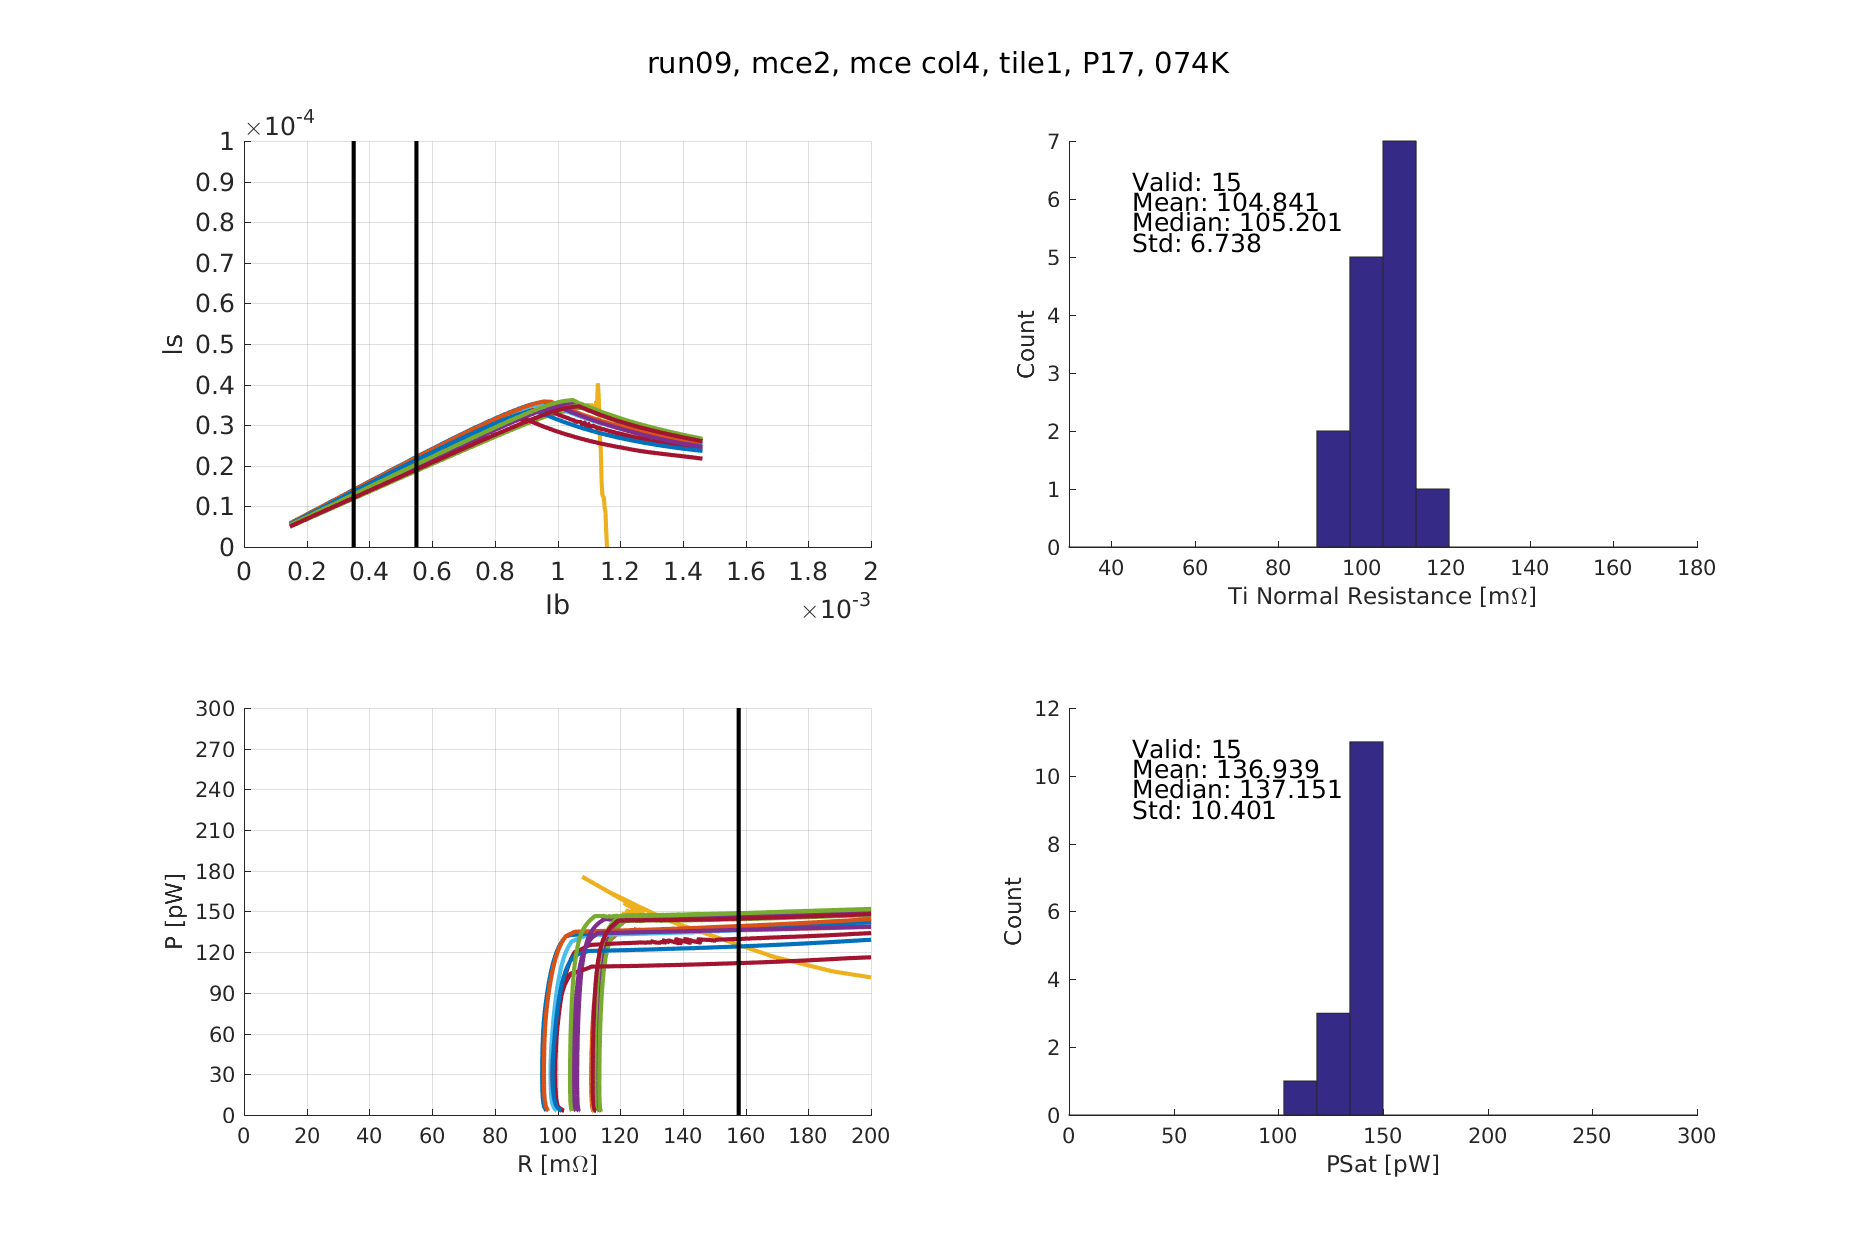 run09, mce2, mce col4, tile1, P17, 074K
×10⁻⁴
1
0.9
0.8
0.7
0.6
0.5
0.4
0.3
0.2
0.1
0
Is
0 0.2 0.4 0.6 0.8 1 1.2 1.4 1.6 1.8 2
Ib
×10⁻³
7
6
5
4
3
2
1
0
Count
Valid: 15
Mean: 104.841
Median: 105.201
Std: 6.738
40 60 80 100 120 140 160 180
Ti Normal Resistance [mΩ]
300
270
240
210
180
150
120
90
60
30
0
P [pW]
0 20 40 60 80 100 120 140 160 180 200
R [mΩ]
12
10
8
6
4
2
0
Count
Valid: 15
Mean: 136.939
Median: 137.151
Std: 10.401
0 50 100 150 200 250 300
PSat [pW]